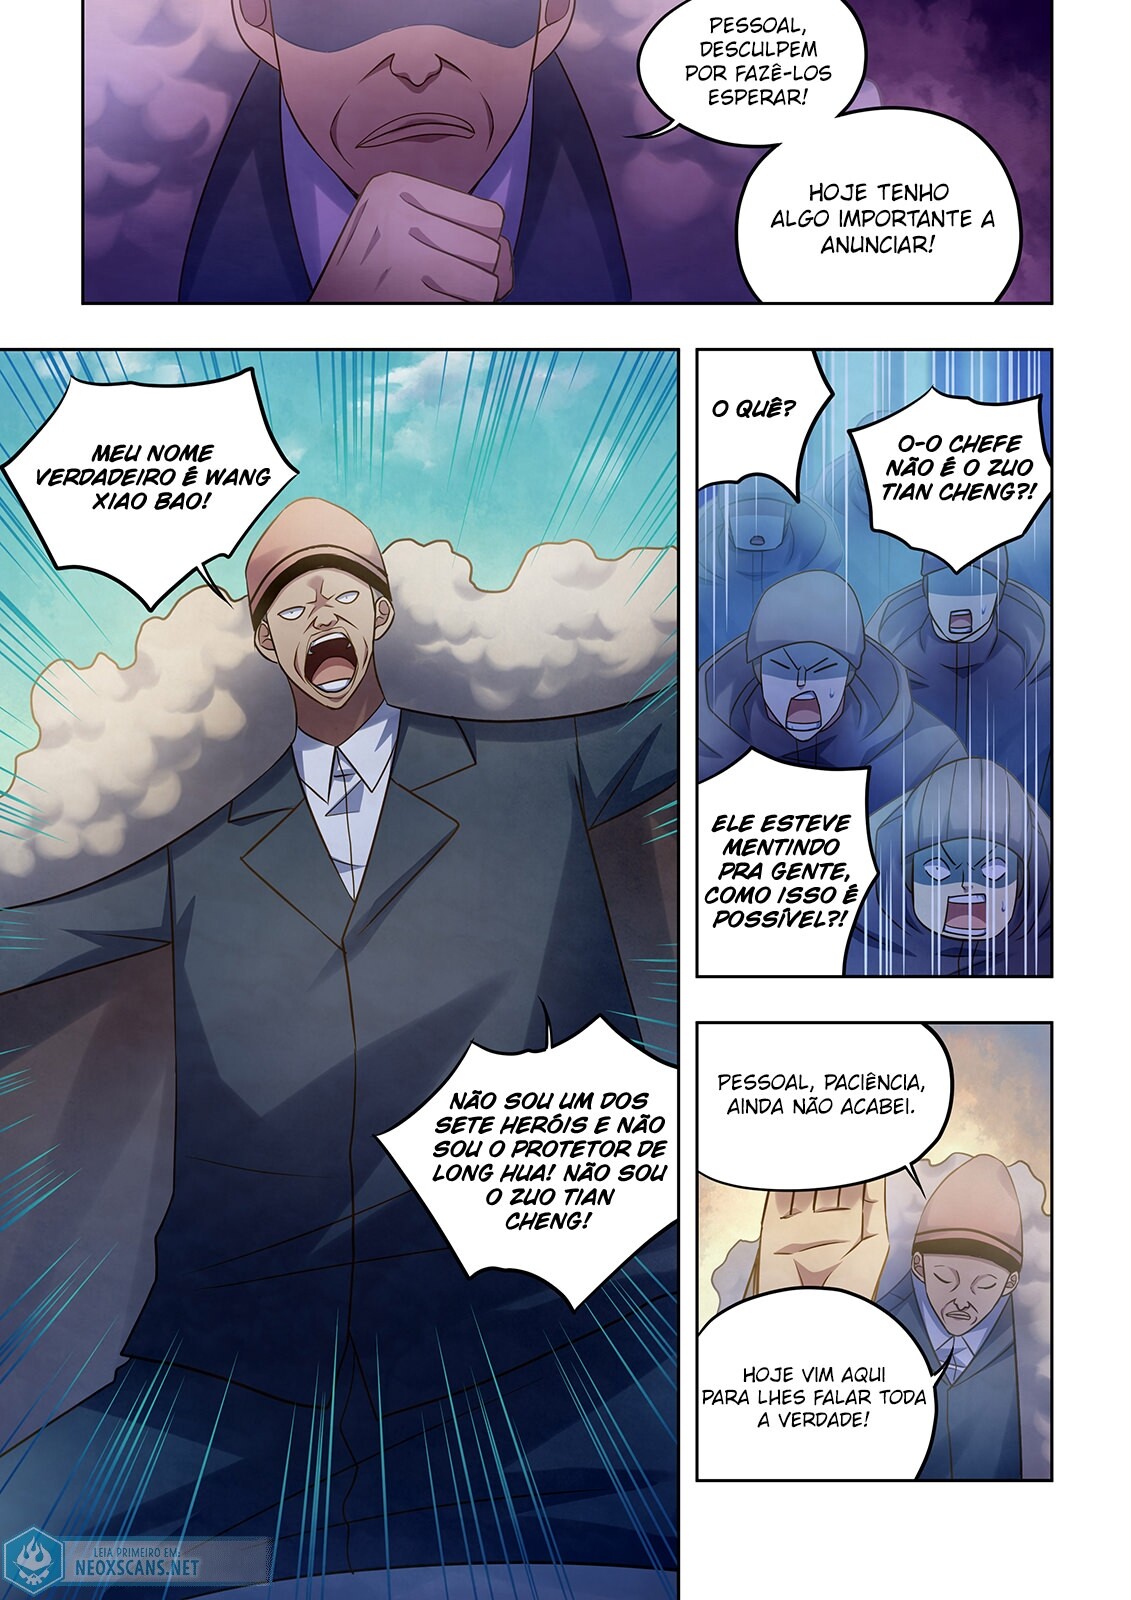 PESSOAL,
DESCULPEM
POR FAZÊ-LOS
ESPERAR!
HOJE TENHO
ALGO IMPORTANTE A
ANUNCIAR!
MEU NOME
VERDADEIRO É WANG
XIAO BAO!
NÃO SOU UM DOS
SETE HERÓIS E NÃO
SOU O PROTETOR DE
LONG HUA! NÃO SOU
O ZUO TIAN
CHENG!
O QUÊ?
O-O CHEFE
NÃO É O ZUO
TIAN CHENG?!
ELE ESTEVE
MENTINDO
PRA GENTE,
COMO ISSO É
POSSÍVEL?!
PESSOAL, PACIÊNCIA,
AINDA NÃO ACABEI.
HOJE VIM AQUI
PARA LHES FALAR TODA
A VERDADE!
LEIA PRIMEIRO EM:
NEOXSCANS.NET